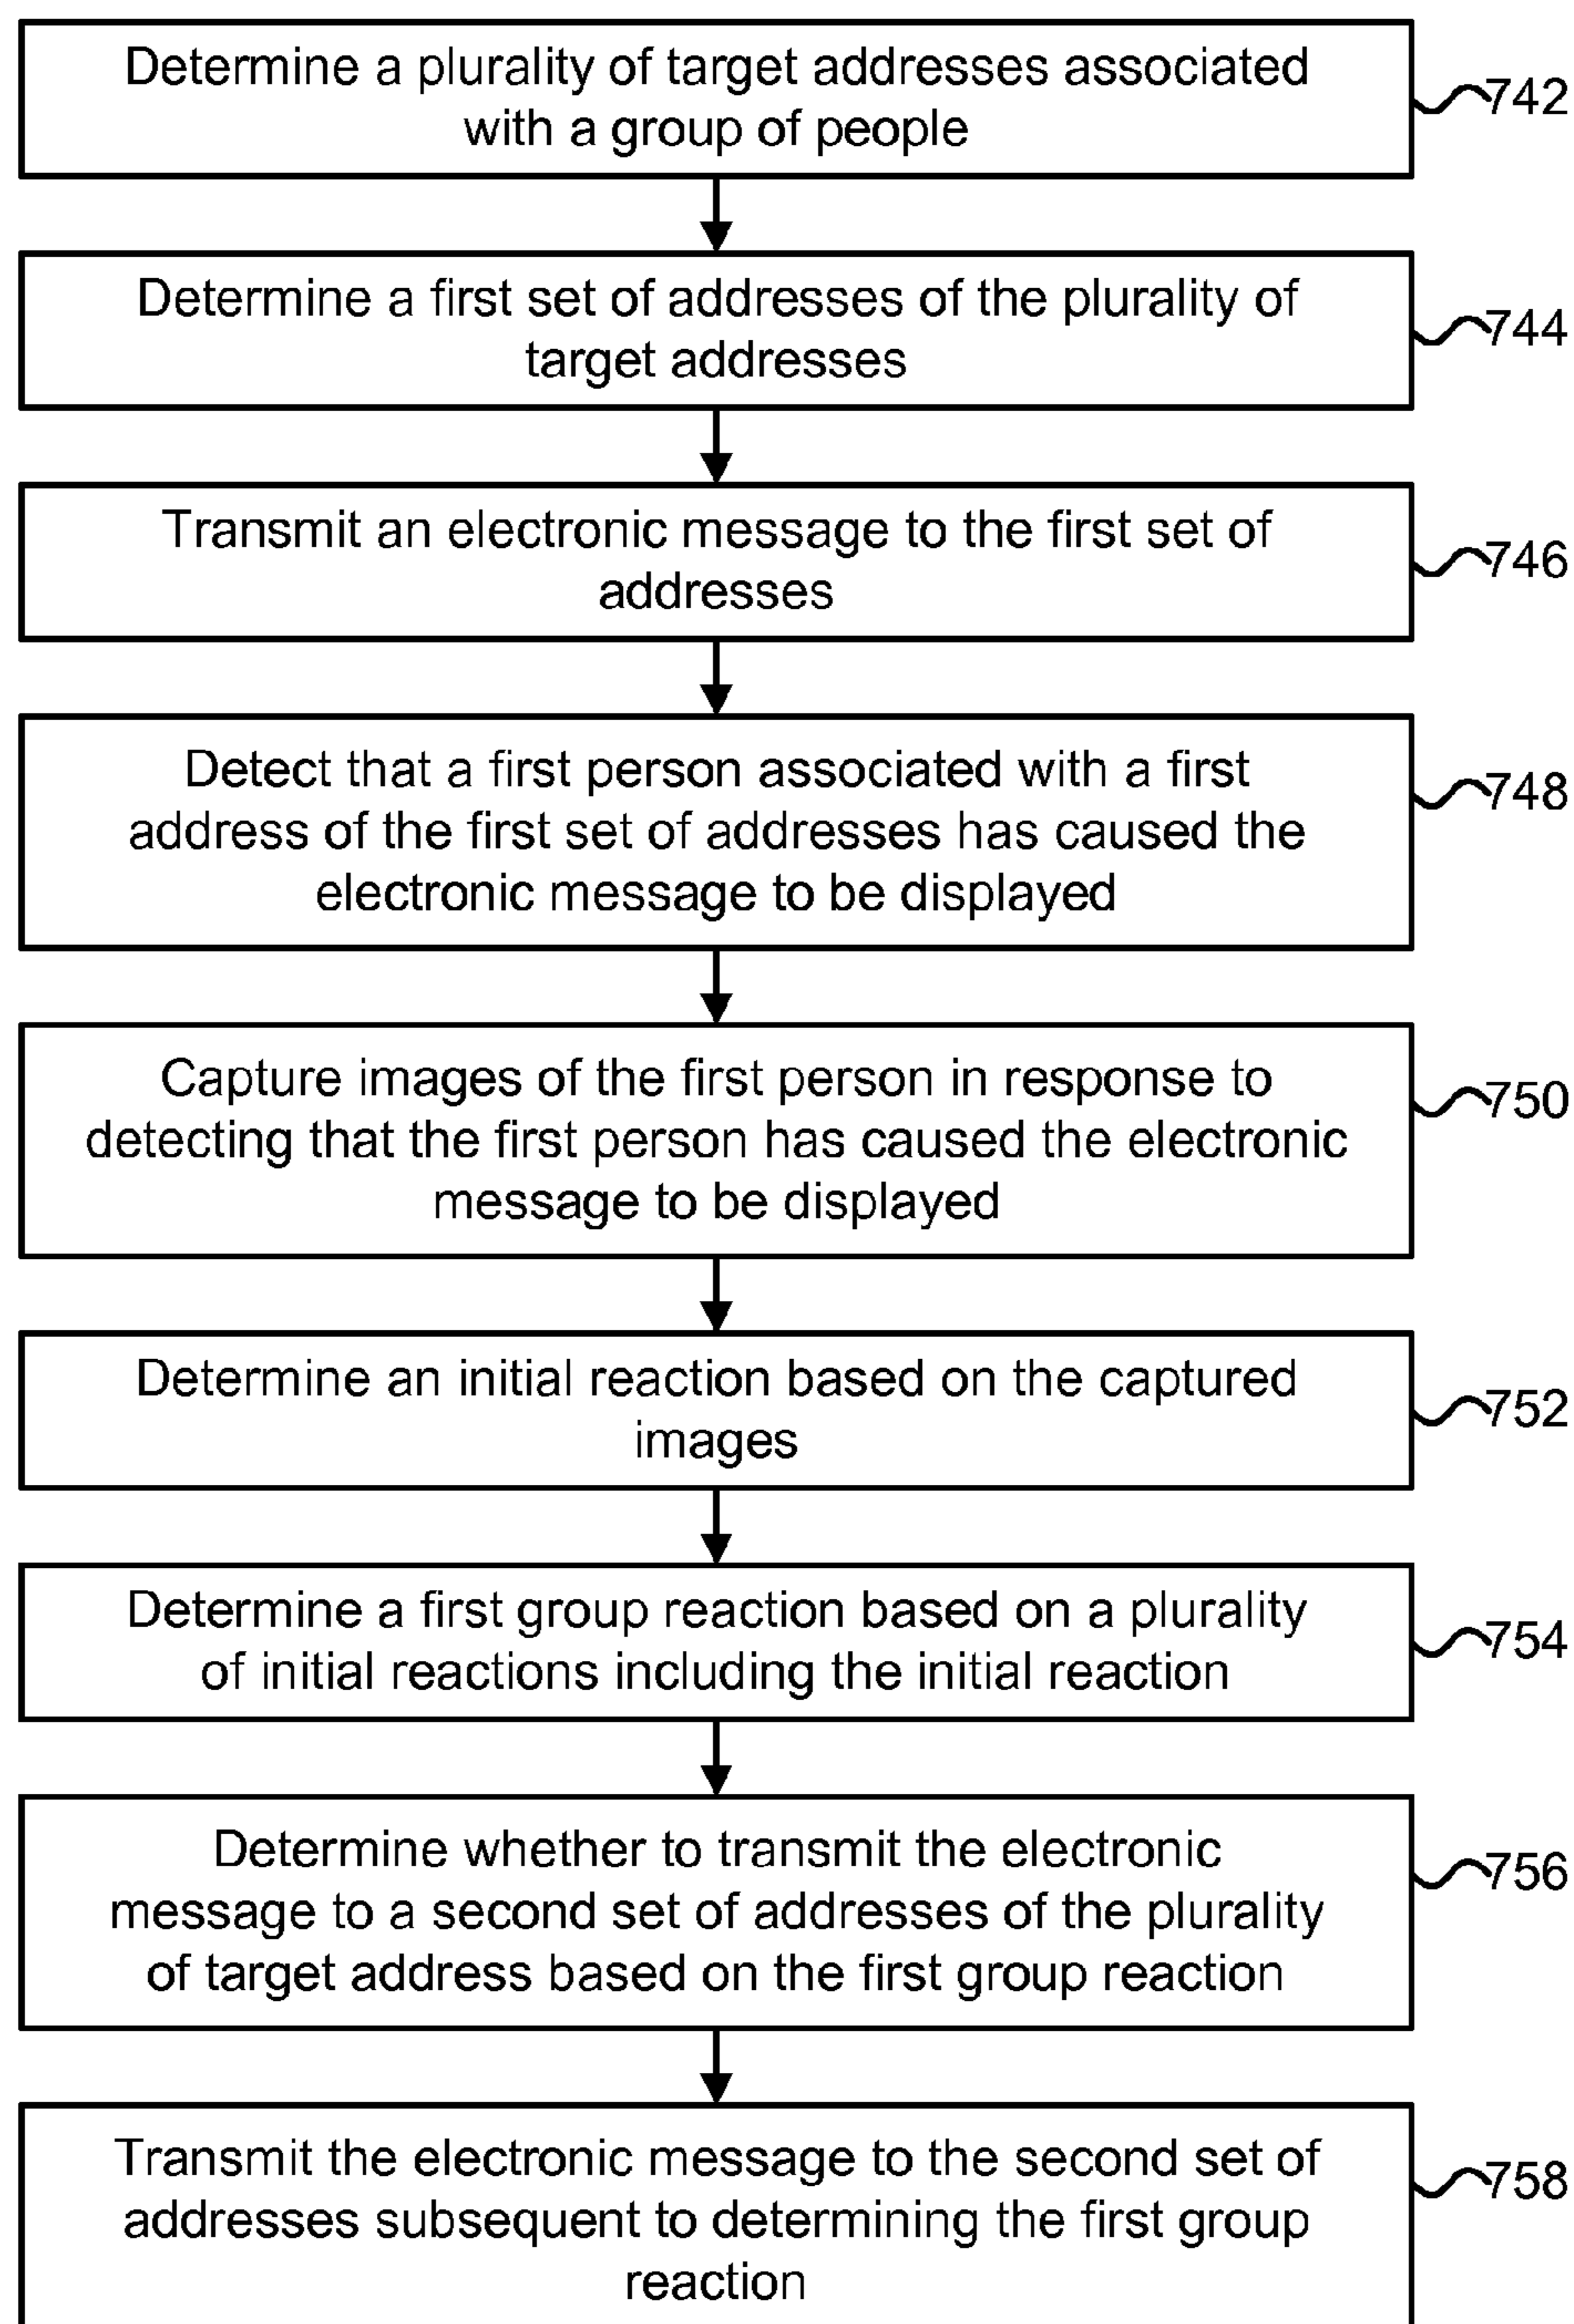 Determine a plurality of target addresses associated
with a group of people
742
Determine a first set of addresses of the plurality of
target addresses
744
Transmit an electronic message to the first set of
addresses
746
Detect that a first person associated with a first
address of the first set of addresses has caused the
electronic message to be displayed
748
Capture images of the first person in response to
detecting that the first person has caused the electronic
message to be displayed
750
Determine an initial reaction based on the captured
images
752
Determine a first group reaction based on a plurality
of initial reactions including the initial reaction
754
Determine whether to transmit the electronic
message to a second set of addresses of the plurality
of target address based on the first group reaction
756
Transmit the electronic message to the second set of
addresses subsequent to determining the first group
reaction
758